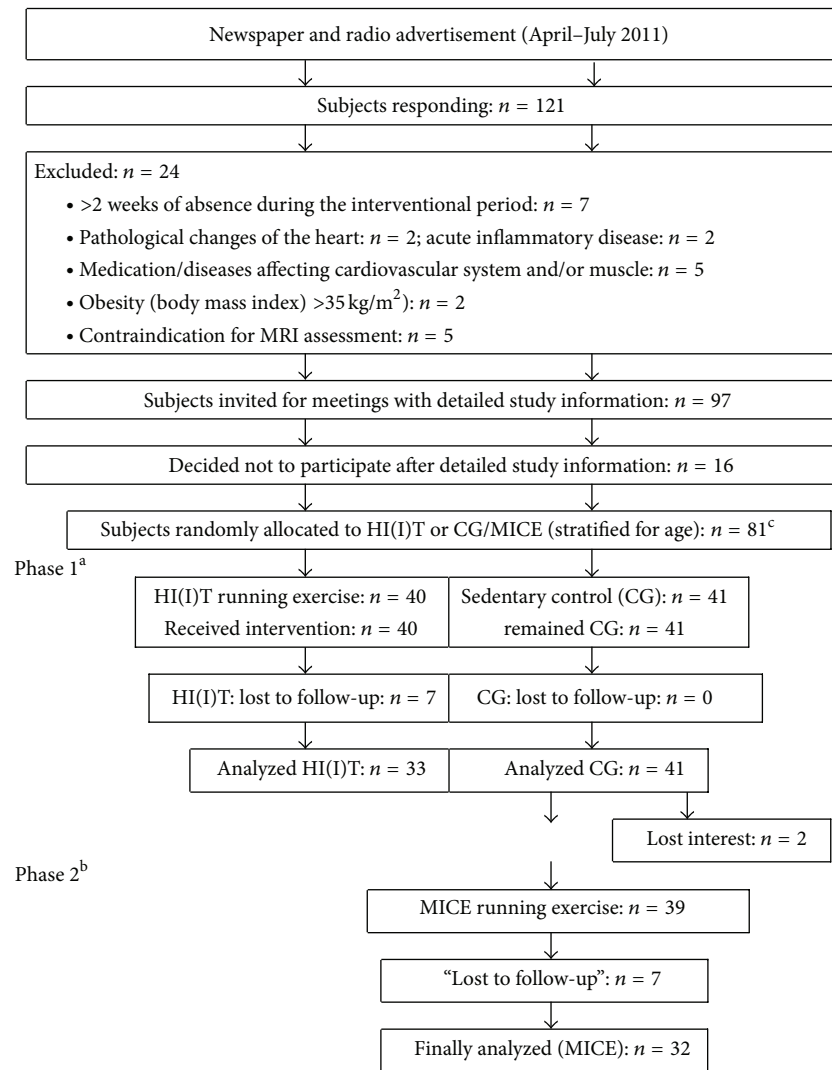 Newspaper and radio advertisement (April–July 2011)
Subjects responding: n = 121
Excluded: n = 24
• >2 weeks of absence during the interventional period: n = 7
• Pathological changes of the heart: n = 2; acute inflammatory disease: n = 2
• Medication/diseases affecting cardiovascular system and/or muscle: n = 5
• Obesity (body mass index) >35 kg/m²): n = 2
• Contraindication for MRI assessment: n = 5
Subjects invited for meetings with detailed study information: n = 97
Decided not to participate after detailed study information: n = 16
Subjects randomly allocated to HI(I)T or CG/MICE (stratified for age): n = 81ᶜ
Phase 1ᵃ
HI(I)T running exercise: n = 40
Received intervention: n = 40
Sedentary control (CG): n = 41
remained CG: n = 41
HI(I)T: lost to follow-up: n = 7
CG: lost to follow-up: n = 0
Analyzed HI(I)T: n = 33
Analyzed CG: n = 41
Lost interest: n = 2
Phase 2ᵇ
MICE running exercise: n = 39
“Lost to follow-up”: n = 7
Finally analyzed (MICE): n = 32